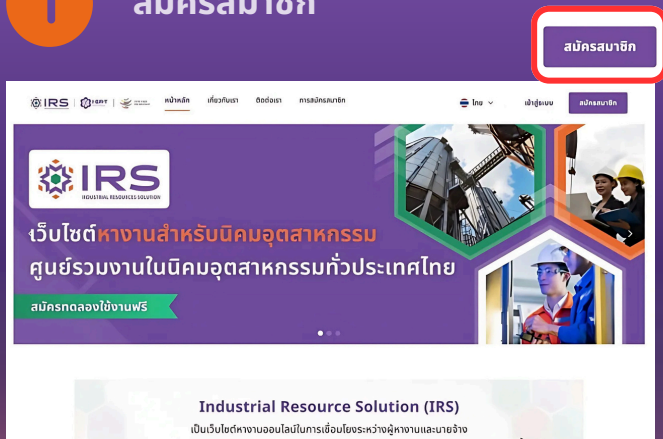 1
สมัครสมาชิก
สมัครสมาชิก
IRS
หน้าหลัก
เกี่ยวกับเรา
ติดต่อเรา
การสมัครสมาชิก
ไทย
เข้าสู่ระบบ
สมัครสมาชิก
IRS
INDUSTRIAL RESOURCES SOLUTION
เว็บไซต์หางานสำหรับนิคมอุตสาหกรรม
ศูนย์รวมงานในนิคมอุตสาหกรรมทั่วประเทศไทย
สมัครทดลองใช้งานฟรี
Industrial Resource Solution (IRS)
เป็นเว็บไซต์หางานออนไลน์ในการเชื่อมโยงระหว่างผู้หางานและนายจ้าง